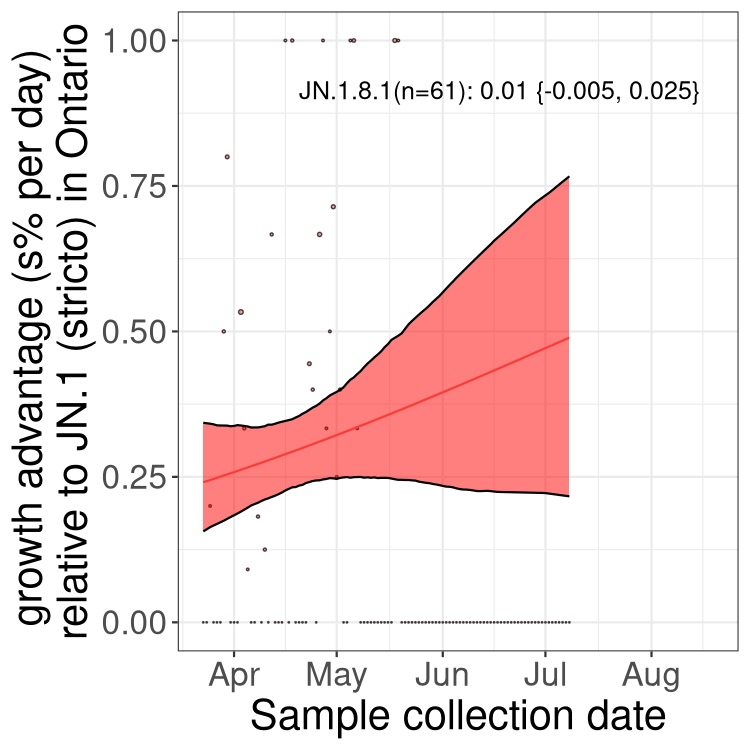 growth advantage (s% per day)
relative to JN.1 (stricto) in Ontario
1.00
0.75
0.50
0.25
0.00
JN.1.8.1(n=61): 0.01 {-0.005, 0.025}
Apr May Jun Jul Aug
Sample collection date